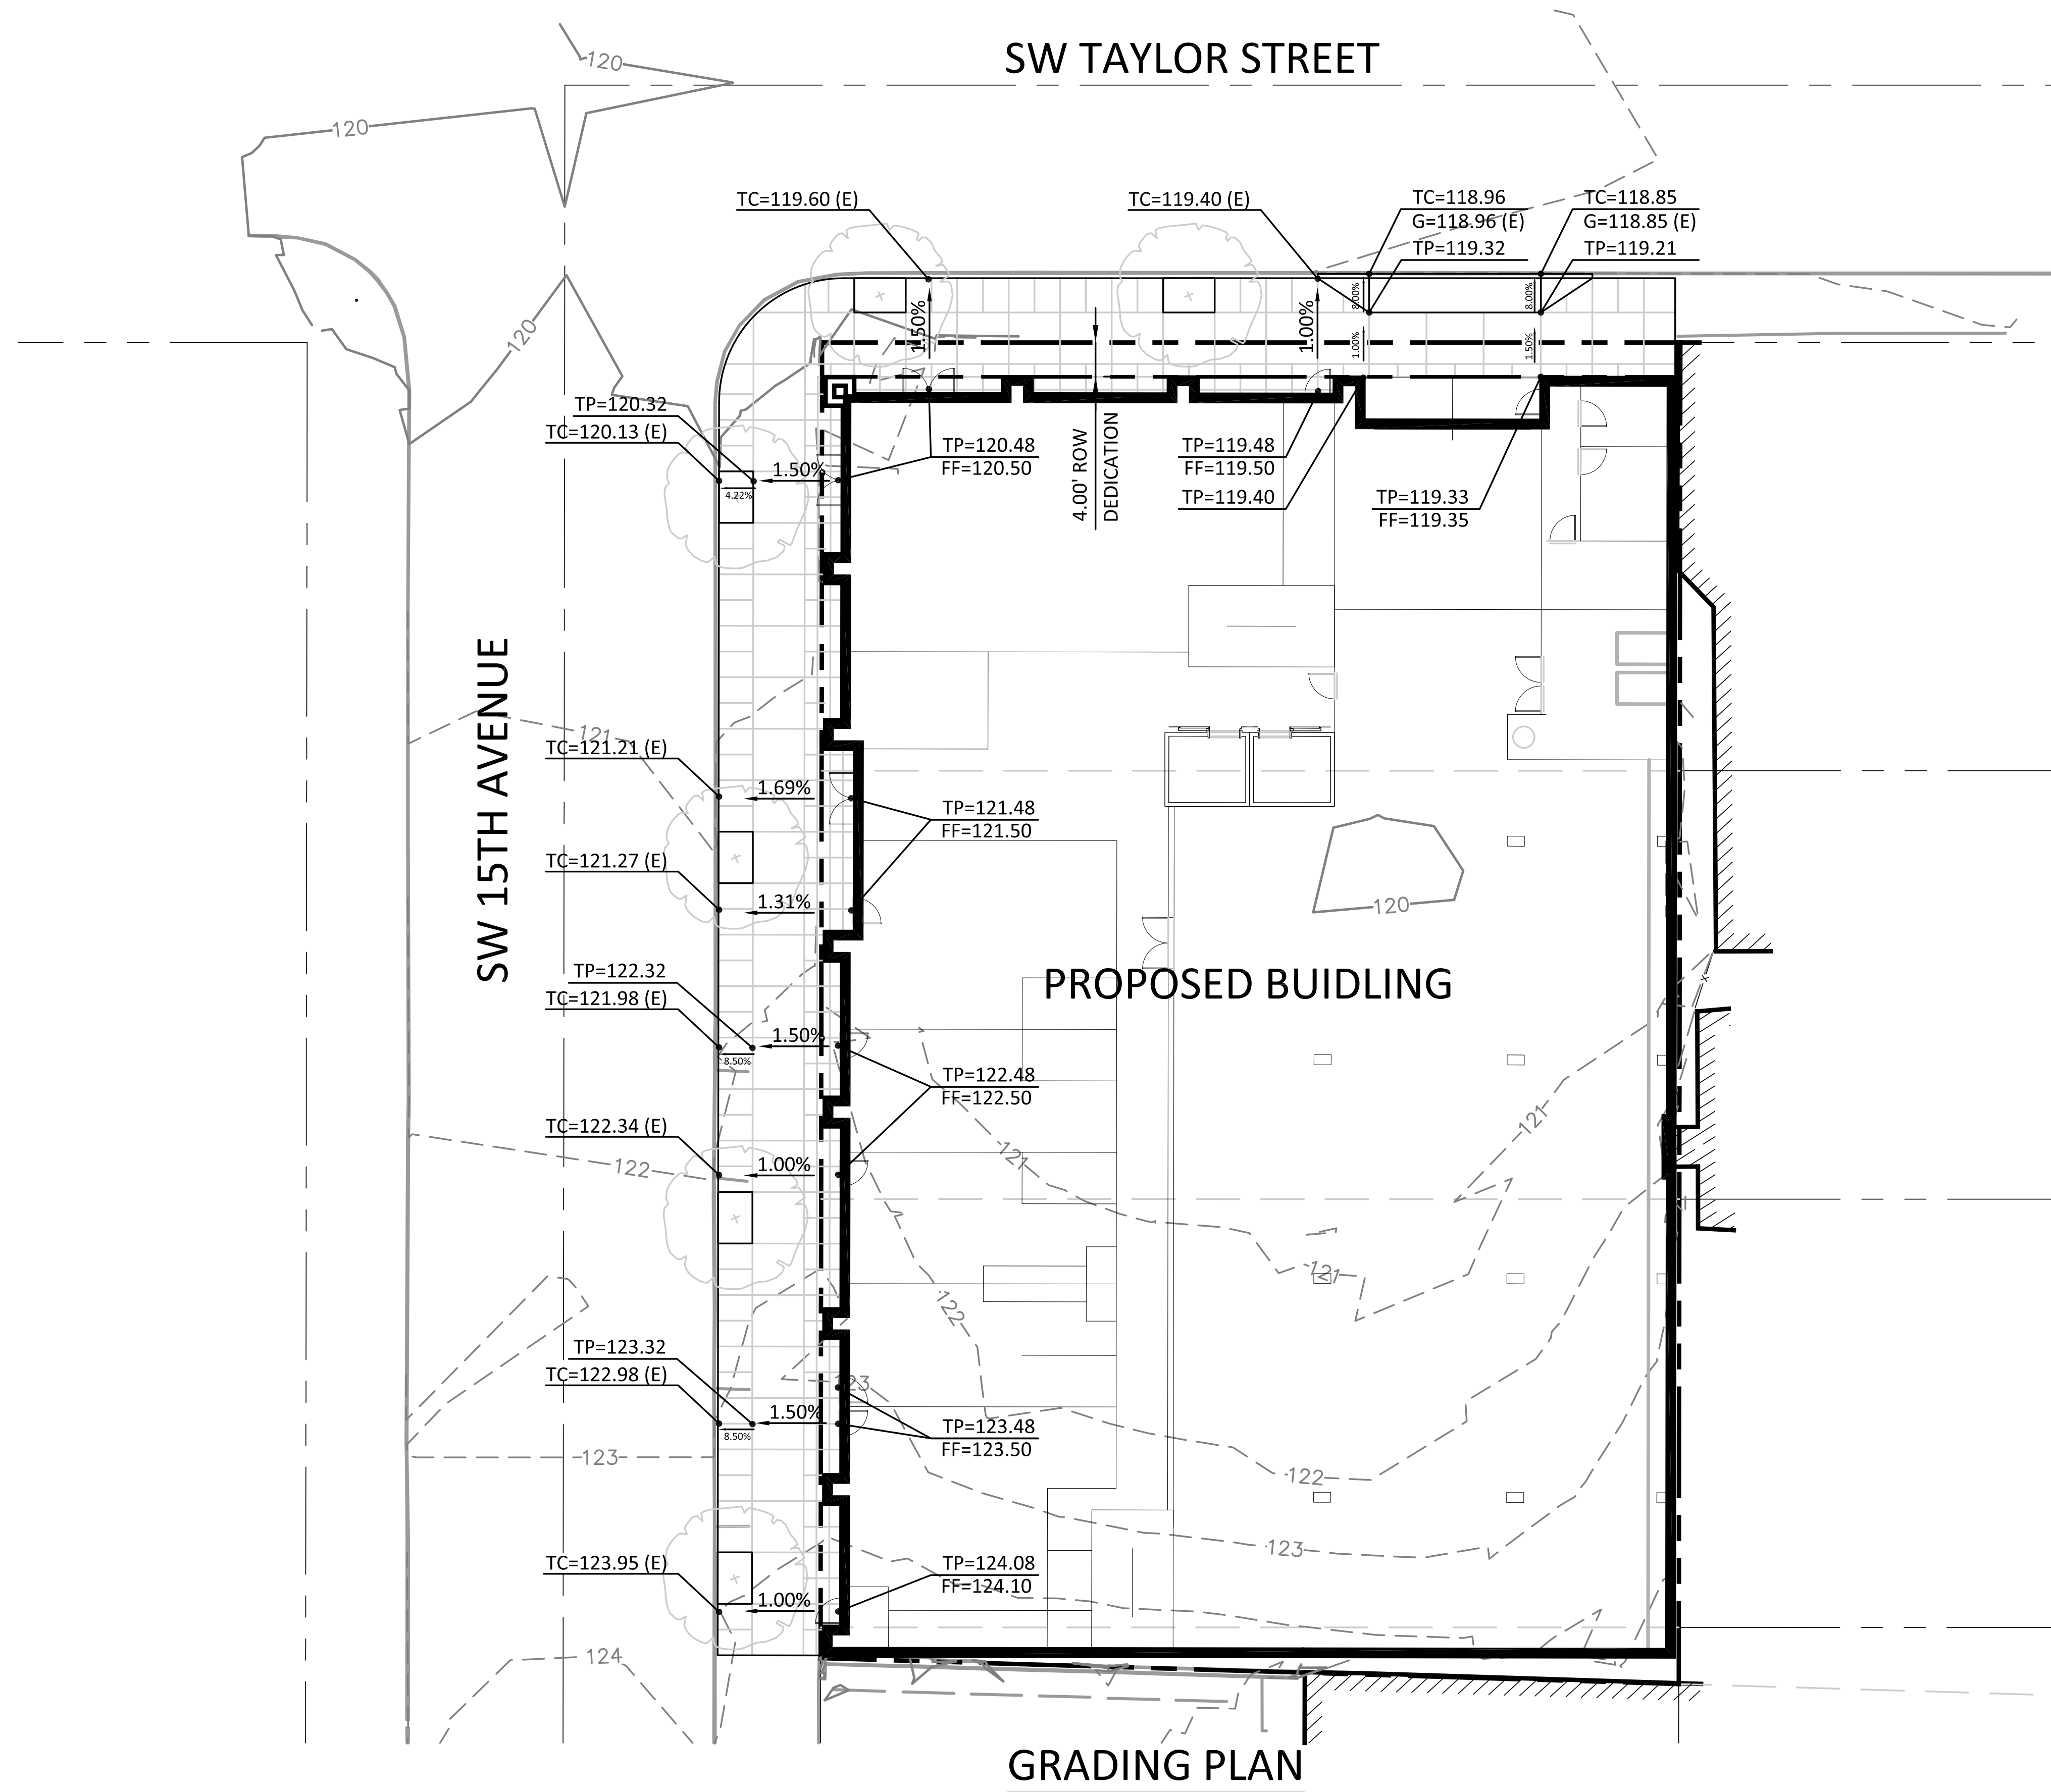 SW TAYLOR STREET
120
120
120
TC=119.60 (E)
TC=119.40 (E)
TC=118.96
G=118.96 (E)
TP=119.32
TC=118.85
G=118.85 (E)
TP=119.21
1.50%
1.00%
8.00%
1.00%
8.00%
1.50%
TP=120.32
TC=120.13 (E)
1.50%
4.22%
TP=120.48
FF=120.50
4.00' ROW
DEDICATION
TP=119.48
FF=119.50
TP=119.40
TP=119.33
FF=119.35
SW 15TH AVENUE
121
TC=121.21 (E)
1.69%
TP=121.48
FF=121.50
TC=121.27 (E)
1.31%
120
PROPOSED BUIDLING
TP=122.32
TC=121.98 (E)
1.50%
8.50%
TP=122.48
FF=122.50
TC=122.34 (E)
1.00%
122
121
121
121
122
TP=123.32
TC=122.98 (E)
1.50%
8.50%
123
TP=123.48
FF=123.50
123
122
123
TC=123.95 (E)
1.00%
TP=124.08
FF=124.10
124
GRADING PLAN